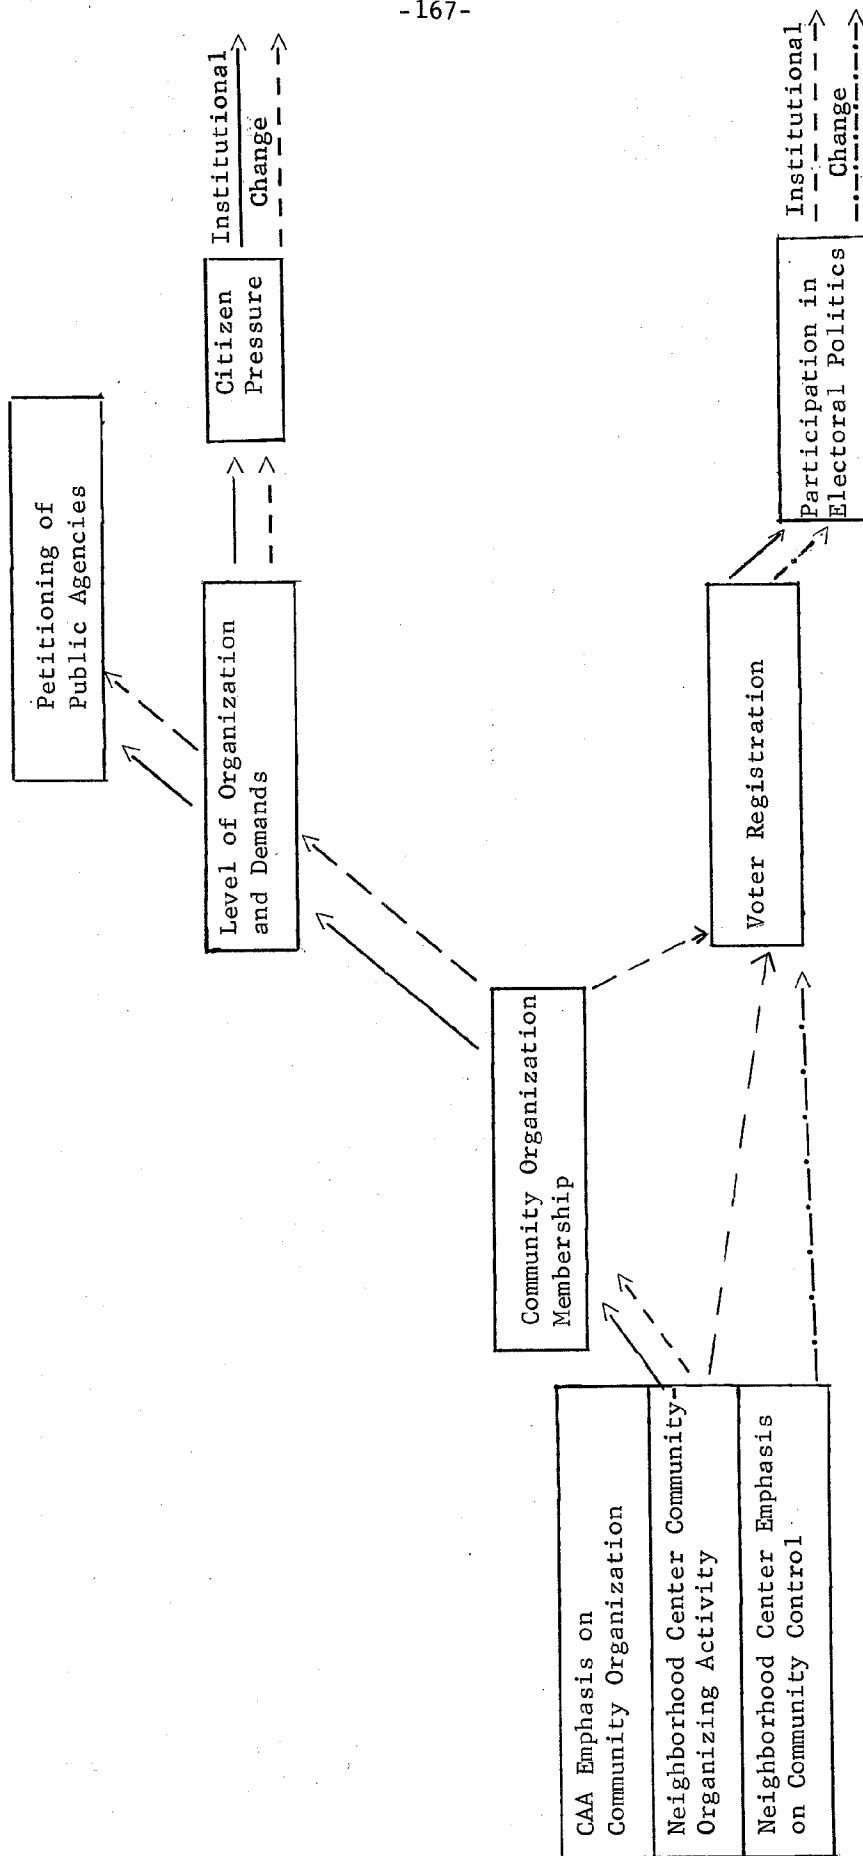 -167-
CAA Emphasis on
Community Organization
Neighborhood Center Community-
Organizing Activity
Neighborhood Center Emphasis
on Community Control
Community Organization
Membership
Level of Organization
and Demands
Petitioning of
Public Agencies
Citizen
Pressure
Institutional
Change
Voter Registration
Participation in
Electoral Politics
Institutional
Change